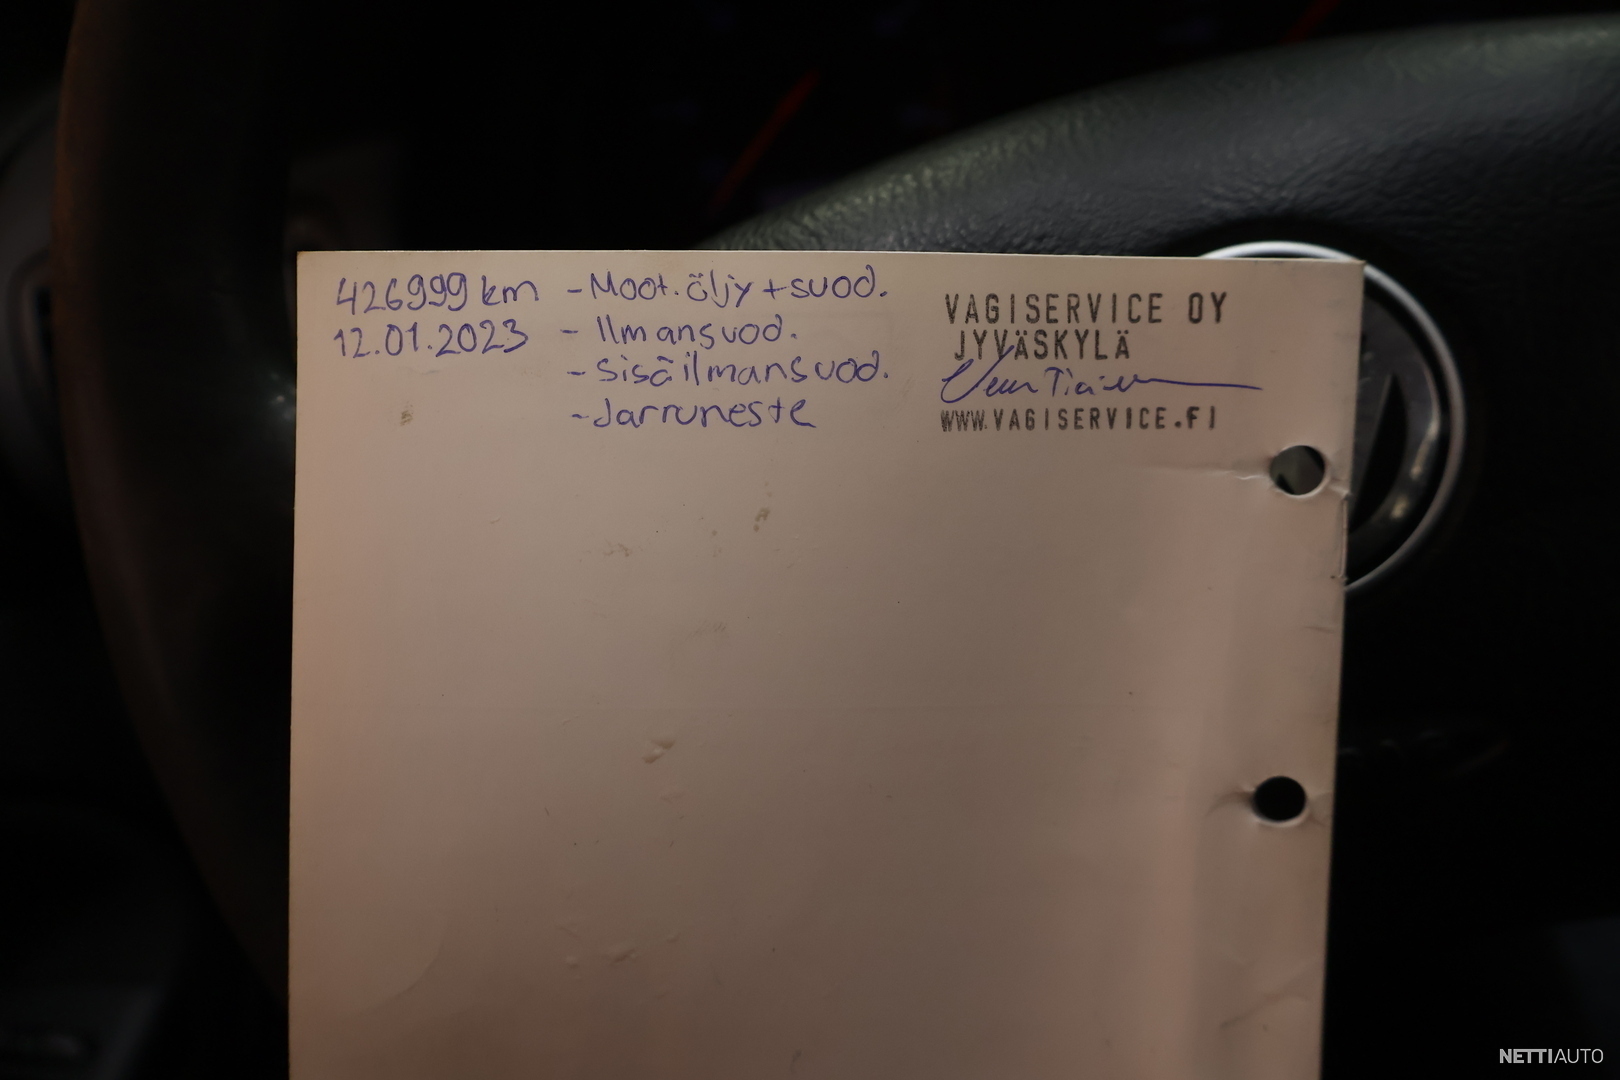 426999 km - Moot.öljy + suod.
12.01.2023 - Ilmansuod.
- Sisäilmansuod.
- Jarruneste
VAGISERVICE OY
JYVÄSKYLÄ
WWW.VAGISERVICE.FI
NETTIAUTO